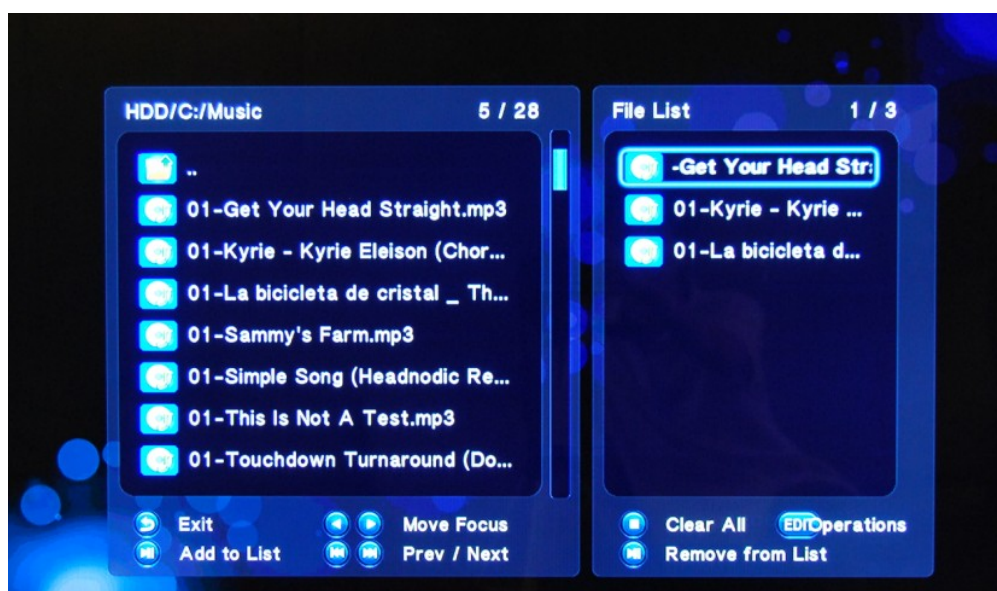 HDD/C:/Music 5 / 28
..
01-Get Your Head Straight.mp3
01-Kyrie - Kyrie Eleison (Chor...
01-La bicicleta de cristal _ Th...
01-Sammy's Farm.mp3
01-Simple Song (Headnodic Re...
01-This Is Not A Test.mp3
01-Touchdown Turnaround (Do...
Exit Move Focus
Add to List Prev / Next
File List 1 / 3
-Get Your Head Stra
01-Kyrie - Kyrie ...
01-La bicicleta d...
Clear All EDIT Operations
Remove from List